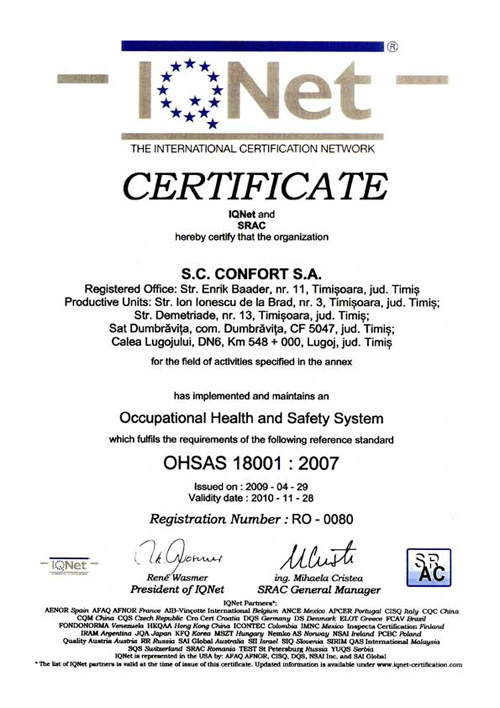 IQNet ®
THE INTERNATIONAL CERTIFICATION NETWORK
CERTIFICATE
IQNet and
SRAC
hereby certify that the organization
S.C. CONFORT S.A.
Registered Office: Str. Enrik Baader, nr. 11, Timişoara, jud. Timiş
Productive Units: Str. Ion Ionescu de la Brad, nr. 3, Timişoara, jud. Timiş;
Str. Demetriade, nr. 13, Timişoara, jud. Timiş;
Sat Dumbrăviţa, com. Dumbrăviţa, CF 5047, jud. Timiş;
Calea Lugojului, DN6, Km 548 + 000, Lugoj, jud. Timiş
for the field of activities specified in the annex
has implemented and maintains an
Occupational Health and Safety System
which fulfils the requirements of the following reference standard
OHSAS 18001 : 2007
Issued on : 2009 - 04 - 29
Validity date : 2010 - 11 - 28
Registration Number : RO - 0080
IQNet
René Wasmer
President of IQNet
ing. Mihaela Cristea
SRAC General Manager
SR
AC
IQNet Partners*:
AENOR Spain AFAQ AFNOR France AIB-Vinçotte International Belgium ANCE Mexico APCER Portugal CISQ Italy CQC China
CQM China CQS Czech Republic Cro Cert Croatia DQS Germany DS Denmark ELOT Greece FCAV Brazil
FONDONORMA Venezuela HKQAA Hong Kong China ICONTEC Colombia IMNC Mexico Inspecta Certification Finland
IRAM Argentina JQA Japan KFQ Korea MSZT Hungary Nemko AS Norway NSAI Ireland PCBC Poland
Quality Austria Austria RR Russia SAI Global Australia SII Israel SIQ Slovenia SIRIM QAS International Malaysia
SQS Switzerland SRAC Romania TEST St Petersburg Russia YUQS Serbia
IQNet is represented in the USA by: AFAQ AFNOR, CISQ, DQS, NSAI Inc. and SAI Global
* The list of IQNet partners is valid at the time of issue of this certificate. Updated information is available under www.iqnet-certification.com